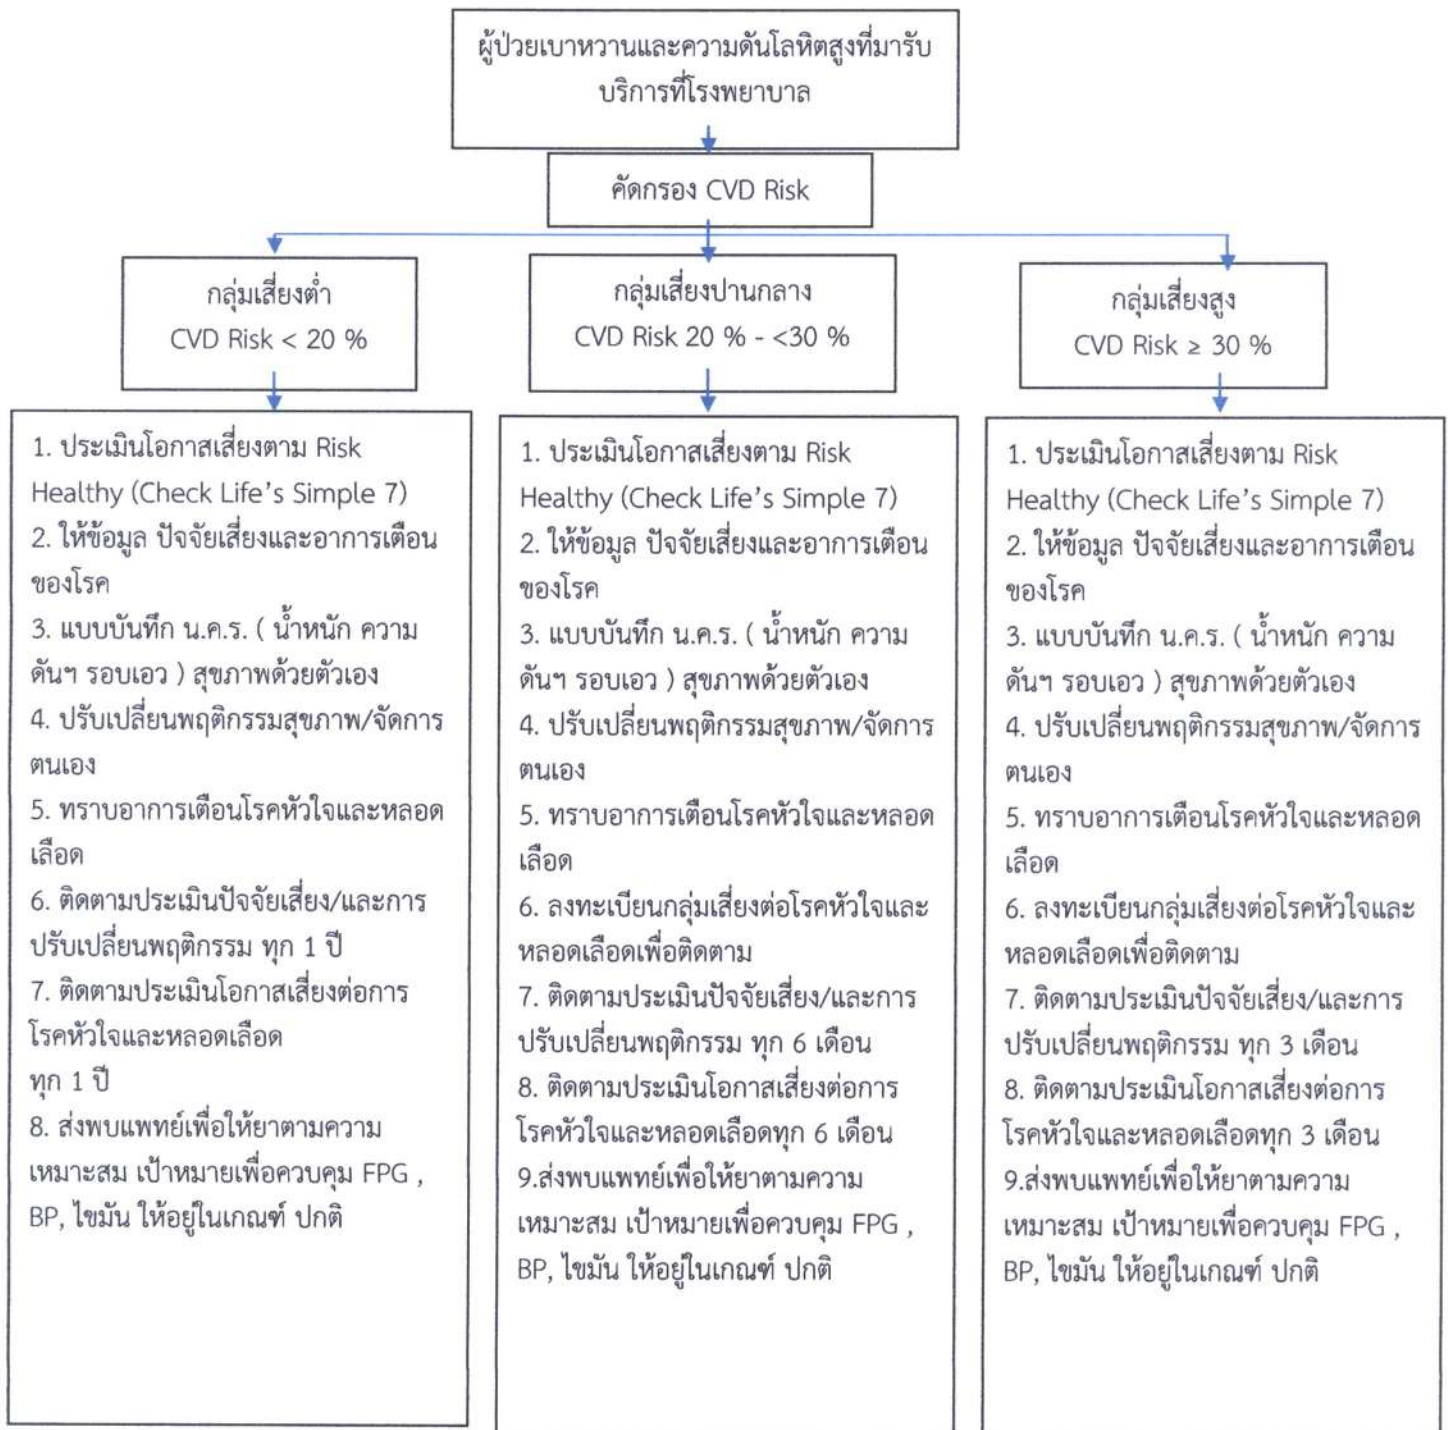 ผู้ป่วยเบาหวานและความดันโลหิตสูงที่มารับ
บริการที่โรงพยาบาล
คัดกรอง CVD Risk
กลุ่มเสี่ยงต่ำ
CVD Risk < 20 %
กลุ่มเสี่ยงปานกลาง
CVD Risk 20 % - <30 %
กลุ่มเสี่ยงสูง
CVD Risk ≥ 30 %
1. ประเมินโอกาสเสี่ยงตาม Risk
Healthy (Check Life’s Simple 7)
2. ให้ข้อมูล ปัจจัยเสี่ยงและอาการเตือน
ของโรค
3. แบบบันทึก น.ค.ร. ( น้ำหนัก ความ
ดันฯ รอบเอว ) สุขภาพด้วยตัวเอง
4. ปรับเปลี่ยนพฤติกรรมสุขภาพ/จัดการ
ตนเอง
5. ทราบอาการเตือนโรคหัวใจและหลอด
เลือด
6. ติดตามประเมินปัจจัยเสี่ยง/และการ
ปรับเปลี่ยนพฤติกรรม ทุก 1 ปี
7. ติดตามประเมินโอกาสเสี่ยงต่อการ
โรคหัวใจและหลอดเลือด
ทุก 1 ปี
8. ส่งพบแพทย์เพื่อให้ยาตามความ
เหมาะสม เป้าหมายเพื่อควบคุม FPG ,
BP, ไขมัน ให้อยู่ในเกณฑ์ ปกติ
1. ประเมินโอกาสเสี่ยงตาม Risk
Healthy (Check Life’s Simple 7)
2. ให้ข้อมูล ปัจจัยเสี่ยงและอาการเตือน
ของโรค
3. แบบบันทึก น.ค.ร. ( น้ำหนัก ความ
ดันฯ รอบเอว ) สุขภาพด้วยตัวเอง
4. ปรับเปลี่ยนพฤติกรรมสุขภาพ/จัดการ
ตนเอง
5. ทราบอาการเตือนโรคหัวใจและหลอด
เลือด
6. ลงทะเบียนกลุ่มเสี่ยงต่อโรคหัวใจและ
หลอดเลือดเพื่อติดตาม
7. ติดตามประเมินปัจจัยเสี่ยง/และการ
ปรับเปลี่ยนพฤติกรรม ทุก 6 เดือน
8. ติดตามประเมินโอกาสเสี่ยงต่อการ
โรคหัวใจและหลอดเลือดทุก 6 เดือน
9.ส่งพบแพทย์เพื่อให้ยาตามความ
เหมาะสม เป้าหมายเพื่อควบคุม FPG ,
BP, ไขมัน ให้อยู่ในเกณฑ์ ปกติ
1. ประเมินโอกาสเสี่ยงตาม Risk
Healthy (Check Life’s Simple 7)
2. ให้ข้อมูล ปัจจัยเสี่ยงและอาการเตือน
ของโรค
3. แบบบันทึก น.ค.ร. ( น้ำหนัก ความ
ดันฯ รอบเอว ) สุขภาพด้วยตัวเอง
4. ปรับเปลี่ยนพฤติกรรมสุขภาพ/จัดการ
ตนเอง
5. ทราบอาการเตือนโรคหัวใจและหลอด
เลือด
6. ลงทะเบียนกลุ่มเสี่ยงต่อโรคหัวใจและ
หลอดเลือดเพื่อติดตาม
7. ติดตามประเมินปัจจัยเสี่ยง/และการ
ปรับเปลี่ยนพฤติกรรม ทุก 3 เดือน
8. ติดตามประเมินโอกาสเสี่ยงต่อการ
โรคหัวใจและหลอดเลือดทุก 3 เดือน
9.ส่งพบแพทย์เพื่อให้ยาตามความ
เหมาะสม เป้าหมายเพื่อควบคุม FPG ,
BP, ไขมัน ให้อยู่ในเกณฑ์ ปกติ